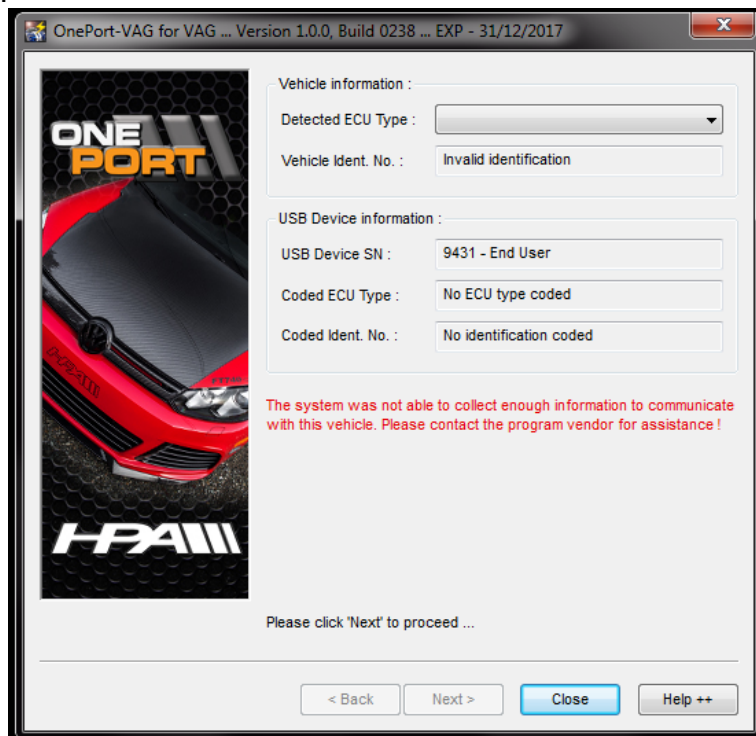 OnePort-VAG for VAG ... Version 1.0.0, Build 0238 ... EXP - 31/12/2017
ONE
PORT
HPA
Vehicle information :
Detected ECU Type :
Vehicle Ident. No. : Invalid identification
USB Device information :
USB Device SN : 9431 - End User
Coded ECU Type : No ECU type coded
Coded Ident. No. : No identification coded
The system was not able to collect enough information to communicate
with this vehicle. Please contact the program vendor for assistance !
Please click 'Next' to proceed ...
< Back Next > Close Help ++